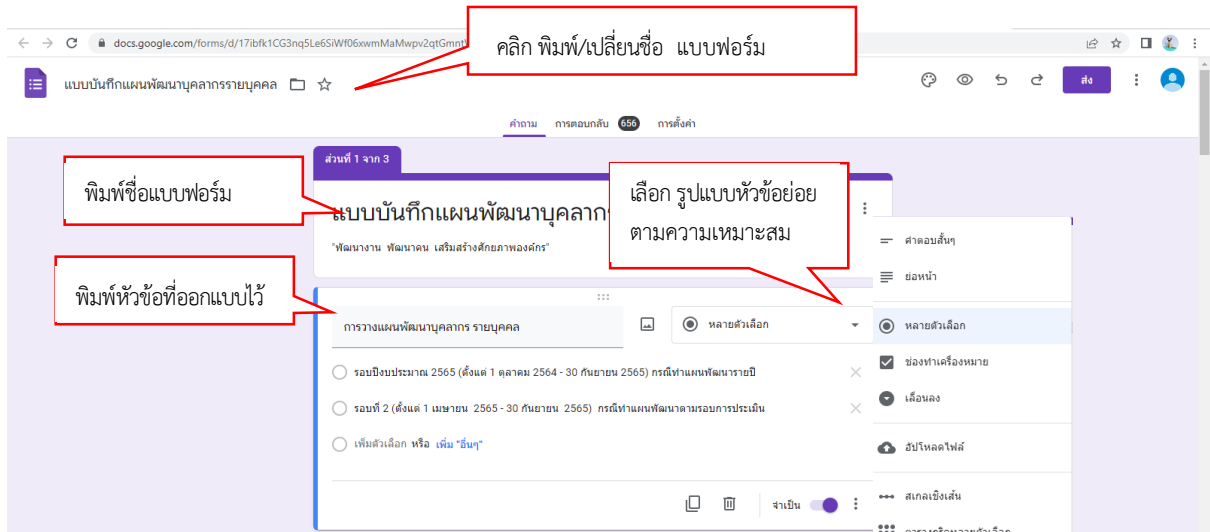 คลิก พิมพ์/เปลี่ยนชื่อ แบบฟอร์ม
แบบบันทึกแผนพัฒนาบุคลากรรายบุคคล
ส่ง
คำถาม การตอบกลับ 656 การตั้งค่า
ส่วนที่ 1 จาก 3
พิมพ์ชื่อแบบฟอร์ม
แบบบันทึกแผนพัฒนาบุคลากร
"พัฒนางาน พัฒนาคน เสริมสร้างศักยภาพองค์กร"
เลือก รูปแบบหัวข้อย่อย
ตามความเหมาะสม
พิมพ์หัวข้อที่ออกแบบไว้
การวางแผนพัฒนาบุคลากร รายบุคคล
หลายตัวเลือก
รอบปีงบประมาณ 2565 (ตั้งแต่ 1 ตุลาคม 2564 - 30 กันยายน 2565) กรณีทำแผนพัฒนารายปี
รอบที่ 2 (ตั้งแต่ 1 เมษายน 2565 - 30 กันยายน 2565) กรณีทำแผนพัฒนาตามรอบการประเมิน
เพิ่มตัวเลือก หรือ เพิ่ม "อื่นๆ"
จำเป็น
คำตอบสั้นๆ
ย่อหน้า
หลายตัวเลือก
ช่องทำเครื่องหมาย
เลื่อนลง
อัปโหลดไฟล์
สเกลเชิงเส้น